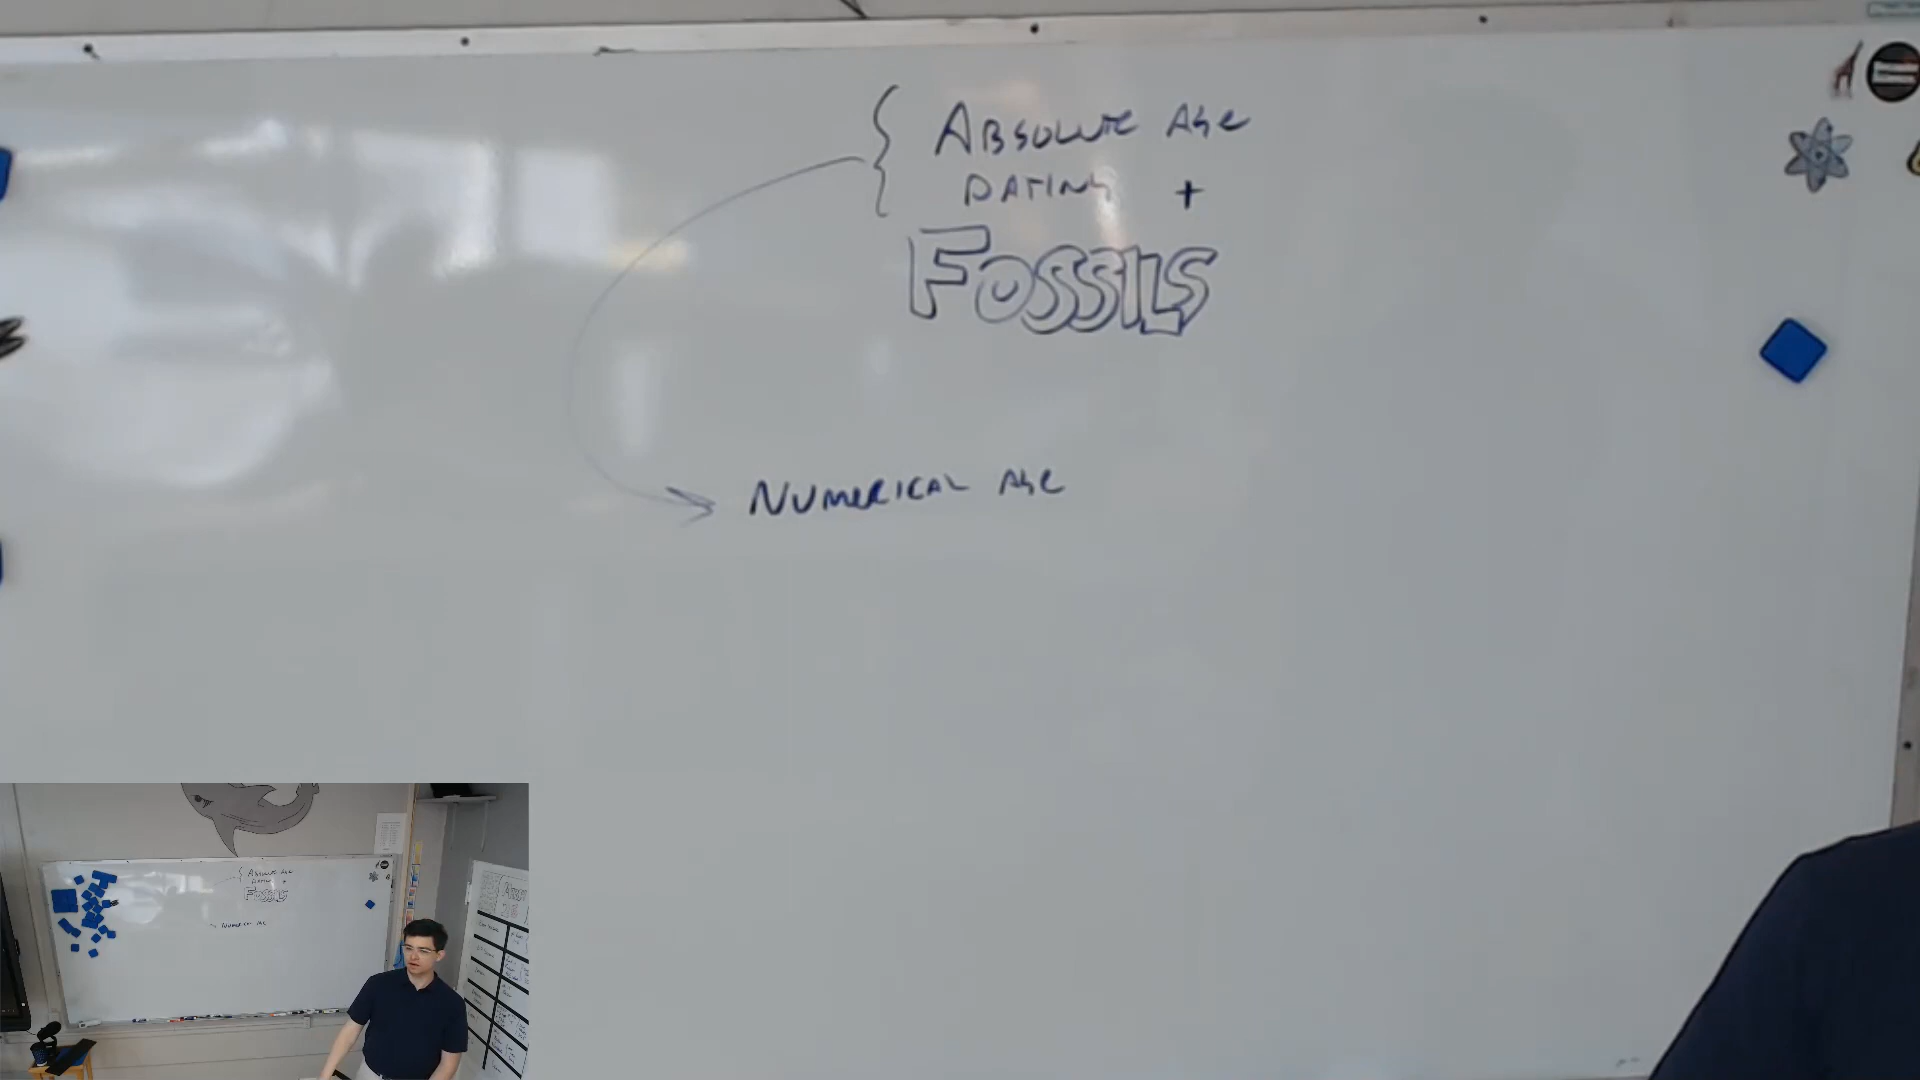 Absolute Age
Dating +
Fossils
Numerical Age